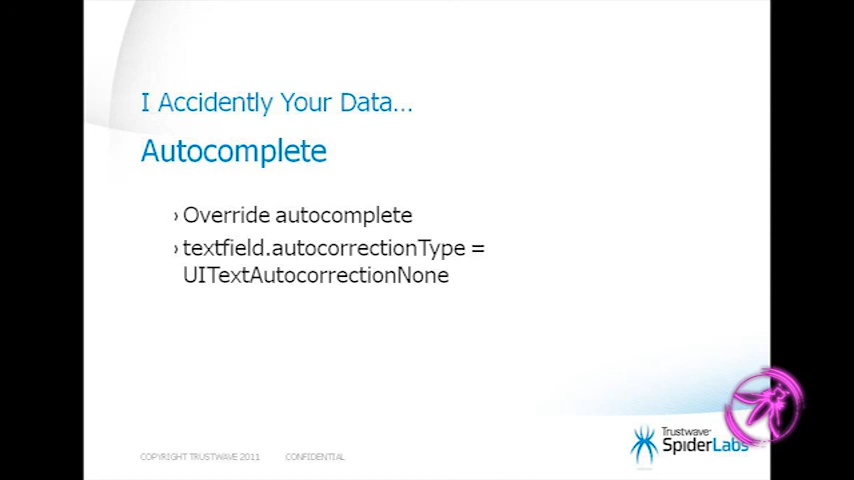 I Accidently Your Data...
Autocomplete
› Override autocomplete
› textfield.autocorrectionType =
UITextAutocorrectionNone
Trustwave®
SpiderLabs
COPYRIGHT TRUSTWAVE 2011 CONFIDENTIAL